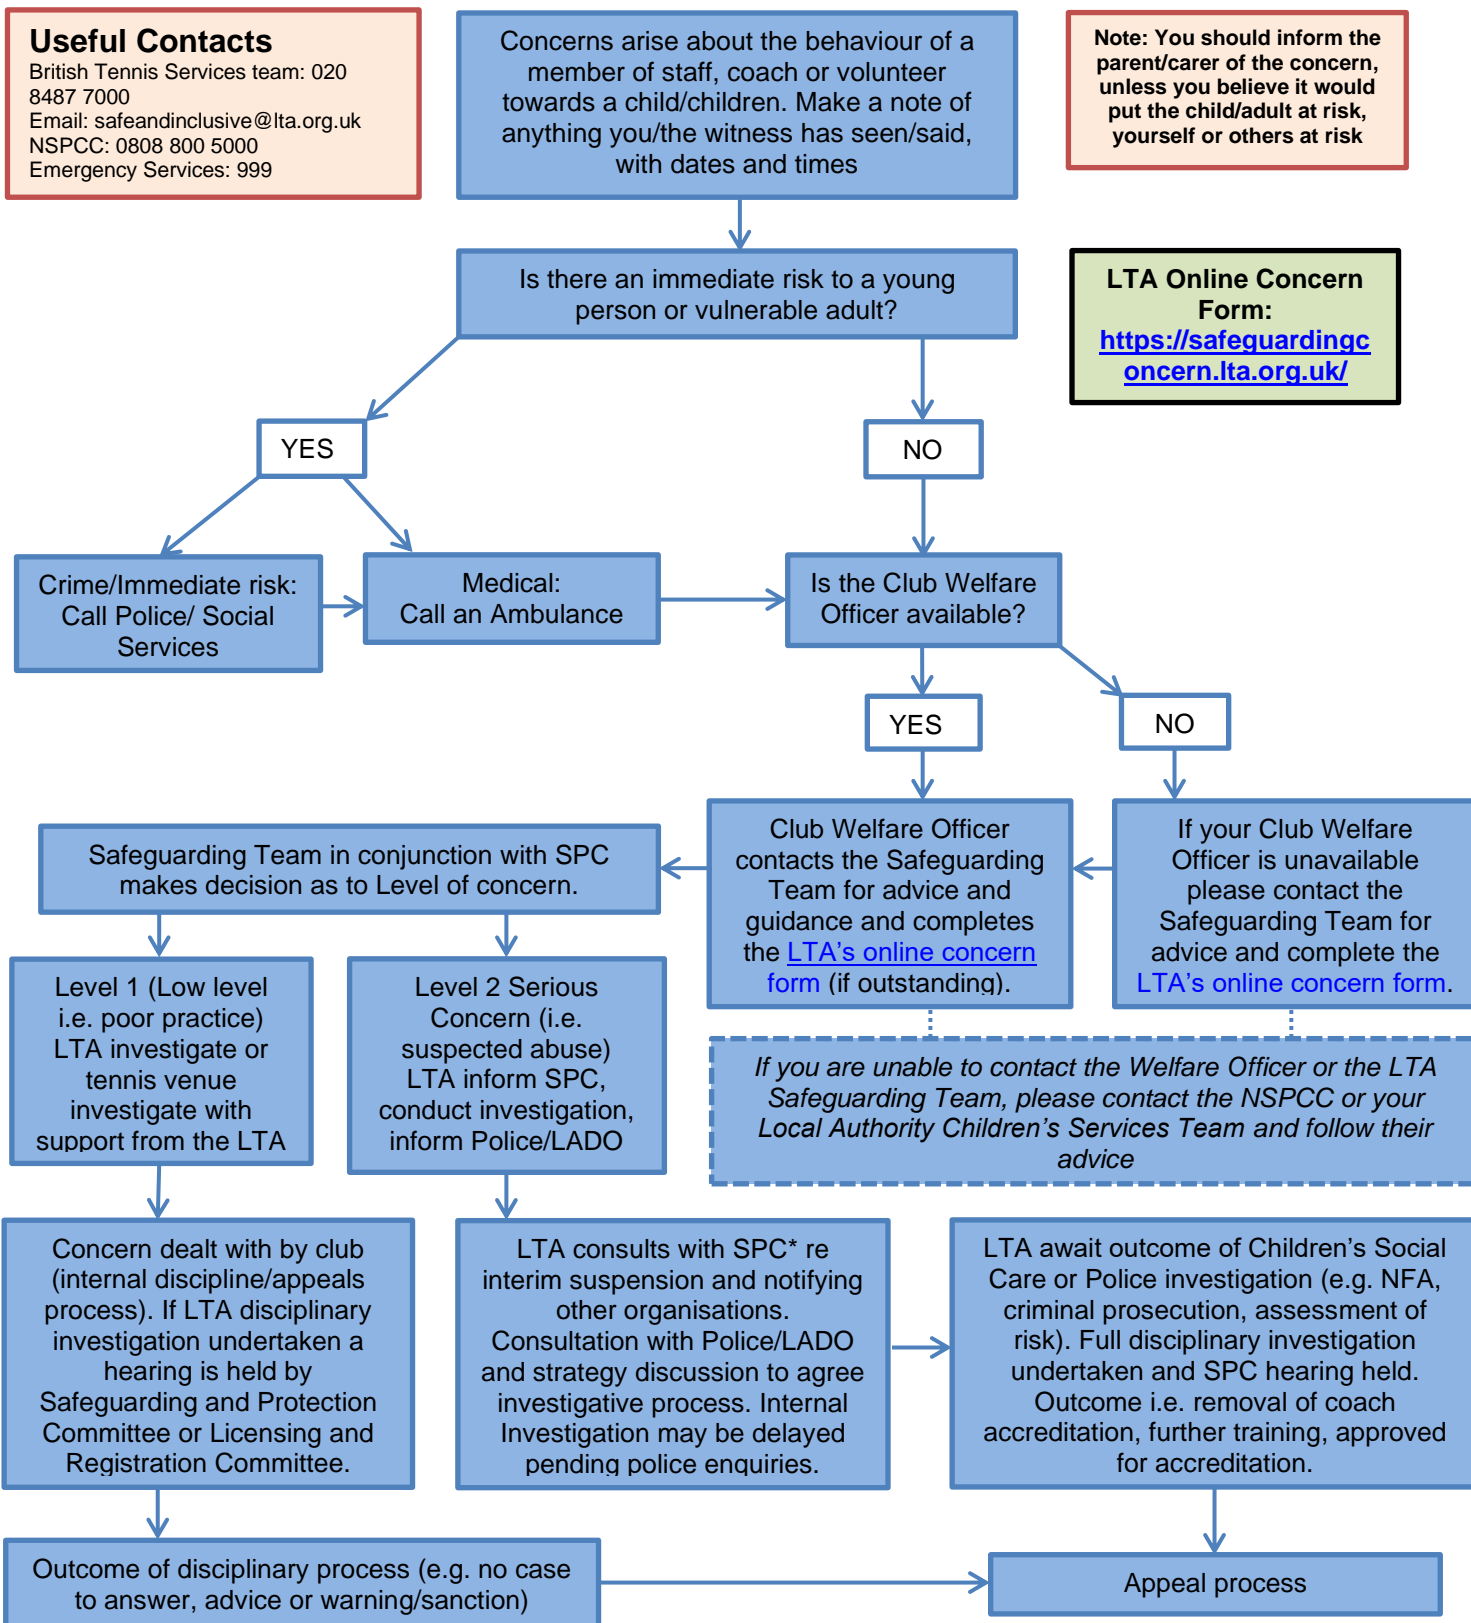 Useful Contacts
British Tennis Services team: 020
8487 7000
Email: safeandinclusive@lta.org.uk
NSPCC: 0808 800 5000
Emergency Services: 999
Concerns arise about the behaviour of a
member of staff, coach or volunteer
towards a child/children. Make a note of
anything you/the witness has seen/said,
with dates and times
Note: You should inform the
parent/carer of the concern,
unless you believe it would
put the child/adult at risk,
yourself or others at risk
Is there an immediate risk to a young
person or vulnerable adult?
LTA Online Concern
Form:
https://safeguardingc
oncern.lta.org.uk/
YES
NO
Crime/Immediate risk:
Call Police/ Social
Services
Medical:
Call an Ambulance
Is the Club Welfare
Officer available?
YES
NO
Club Welfare Officer
contacts the Safeguarding
Team for advice and
guidance and completes
the LTA's online concern
form (if outstanding).
If your Club Welfare
Officer is unavailable
please contact the
Safeguarding Team for
advice and complete the
LTA's online concern form.
Safeguarding Team in conjunction with SPC
makes decision as to Level of concern.
Level 1 (Low level
i.e. poor practice)
LTA investigate or
tennis venue
investigate with
support from the LTA
Level 2 Serious
Concern (i.e.
suspected abuse)
LTA inform SPC,
conduct investigation,
inform Police/LADO
If you are unable to contact the Welfare Officer or the LTA
Safeguarding Team, please contact the NSPCC or your
Local Authority Children's Services Team and follow their
advice
Concern dealt with by club
(internal discipline/appeals
process). If LTA disciplinary
investigation undertaken a
hearing is held by
Safeguarding and Protection
Committee or Licensing and
Registration Committee.
LTA consults with SPC* re
interim suspension and notifying
other organisations.
Consultation with Police/LADO
and strategy discussion to agree
investigative process. Internal
Investigation may be delayed
pending police enquiries.
LTA await outcome of Children's Social
Care or Police investigation (e.g. NFA,
criminal prosecution, assessment of
risk). Full disciplinary investigation
undertaken and SPC hearing held.
Outcome i.e. removal of coach
accreditation, further training, approved
for accreditation.
Outcome of disciplinary process (e.g. no case
to answer, advice or warning/sanction)
Appeal process